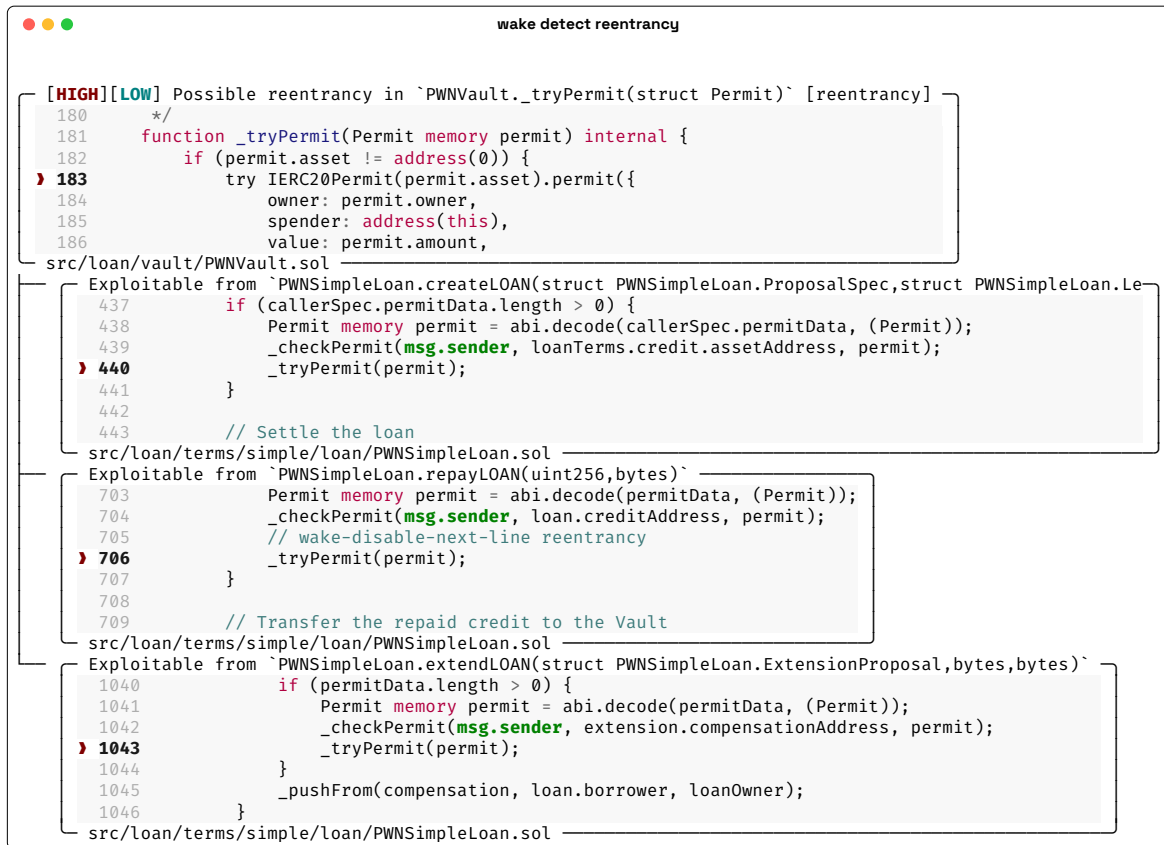 wake detect reentrancy
[HIGH][LOW] Possible reentrancy in `PWNVault._tryPermit(struct Permit)` [reentrancy]
180 */
181 function _tryPermit(Permit memory permit) internal {
182 if (permit.asset != address(0)) {
❱ 183 try IERC20Permit(permit.asset).permit({
184 owner: permit.owner,
185 spender: address(this),
186 value: permit.amount,
src/loan/vault/PWNVault.sol
Exploitable from `PWNSimpleLoan.createLOAN(struct PWNSimpleLoan.ProposalSpec,struct PWNSimpleLoan.Le
437 if (callerSpec.permitData.length > 0) {
438 Permit memory permit = abi.decode(callerSpec.permitData, (Permit));
439 _checkPermit(msg.sender, loanTerms.credit.assetAddress, permit);
❱ 440 _tryPermit(permit);
441 }
442
443 // Settle the loan
src/loan/terms/simple/loan/PWNSimpleLoan.sol
Exploitable from `PWNSimpleLoan.repayLOAN(uint256,bytes)`
703 Permit memory permit = abi.decode(permitData, (Permit));
704 _checkPermit(msg.sender, loan.creditAddress, permit);
705 // wake-disable-next-line reentrancy
❱ 706 _tryPermit(permit);
707 }
708
709 // Transfer the repaid credit to the Vault
src/loan/terms/simple/loan/PWNSimpleLoan.sol
Exploitable from `PWNSimpleLoan.extendLOAN(struct PWNSimpleLoan.ExtensionProposal,bytes,bytes)`
1040 if (permitData.length > 0) {
1041 Permit memory permit = abi.decode(permitData, (Permit));
1042 _checkPermit(msg.sender, extension.compensationAddress, permit);
❱ 1043 _tryPermit(permit);
1044 }
1045 _pushFrom(compensation, loan.borrower, loanOwner);
1046 }
src/loan/terms/simple/loan/PWNSimpleLoan.sol